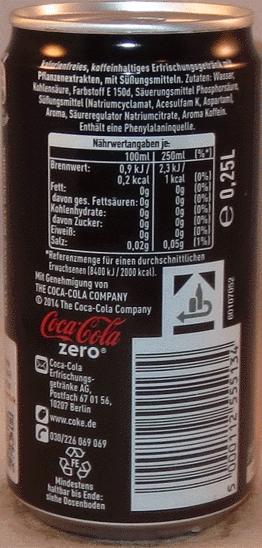 Kalorienfreies, koffeinhaltiges Erfrischungsgetränk mit
Pflanzenextrakten, mit Süßungsmitteln. Zutaten: Wasser,
Kohlensäure, Farbstoff E 150d, Säuerungsmittel Phosphorsäure,
Süßungsmittel (Natriumcyclamat, Acesulfam K, Aspartam),
Aroma, Säureregulator Natriumcitrate, Aroma Koffein.
Enthält eine Phenylalaninquelle.
Nährwertangaben je:
100ml 250ml (%*)
Brennwert: 0,9 kJ / 2,3 kJ /
0,2 kcal 1 kcal (0%)
Fett: 0g 0g (0%)
davon ges. Fettsäuren: 0g 0g (0%)
Kohlenhydrate: 0g 0g (0%)
davon Zucker: 0g 0g (0%)
Eiweiß: 0g 0g (0%)
Salz: 0,02g 0,05g (1%)
*Referenzmenge für einen durchschnittlichen
Erwachsenen (8400 kJ / 2000 kcal).
Mit Genehmigung von
THE COCA-COLA COMPANY
© 2014 The Coca-Cola Company
Coca-Cola
zero®
Coca-Cola
Erfrischungs-
getränke AG,
Postfach 67 01 56,
10207 Berlin
www.coke.de
030/226 069 069
FE
Mindestens
haltbar bis Ende:
siehe Dosenboden
e 0,25L
00107052
5 000112 555134